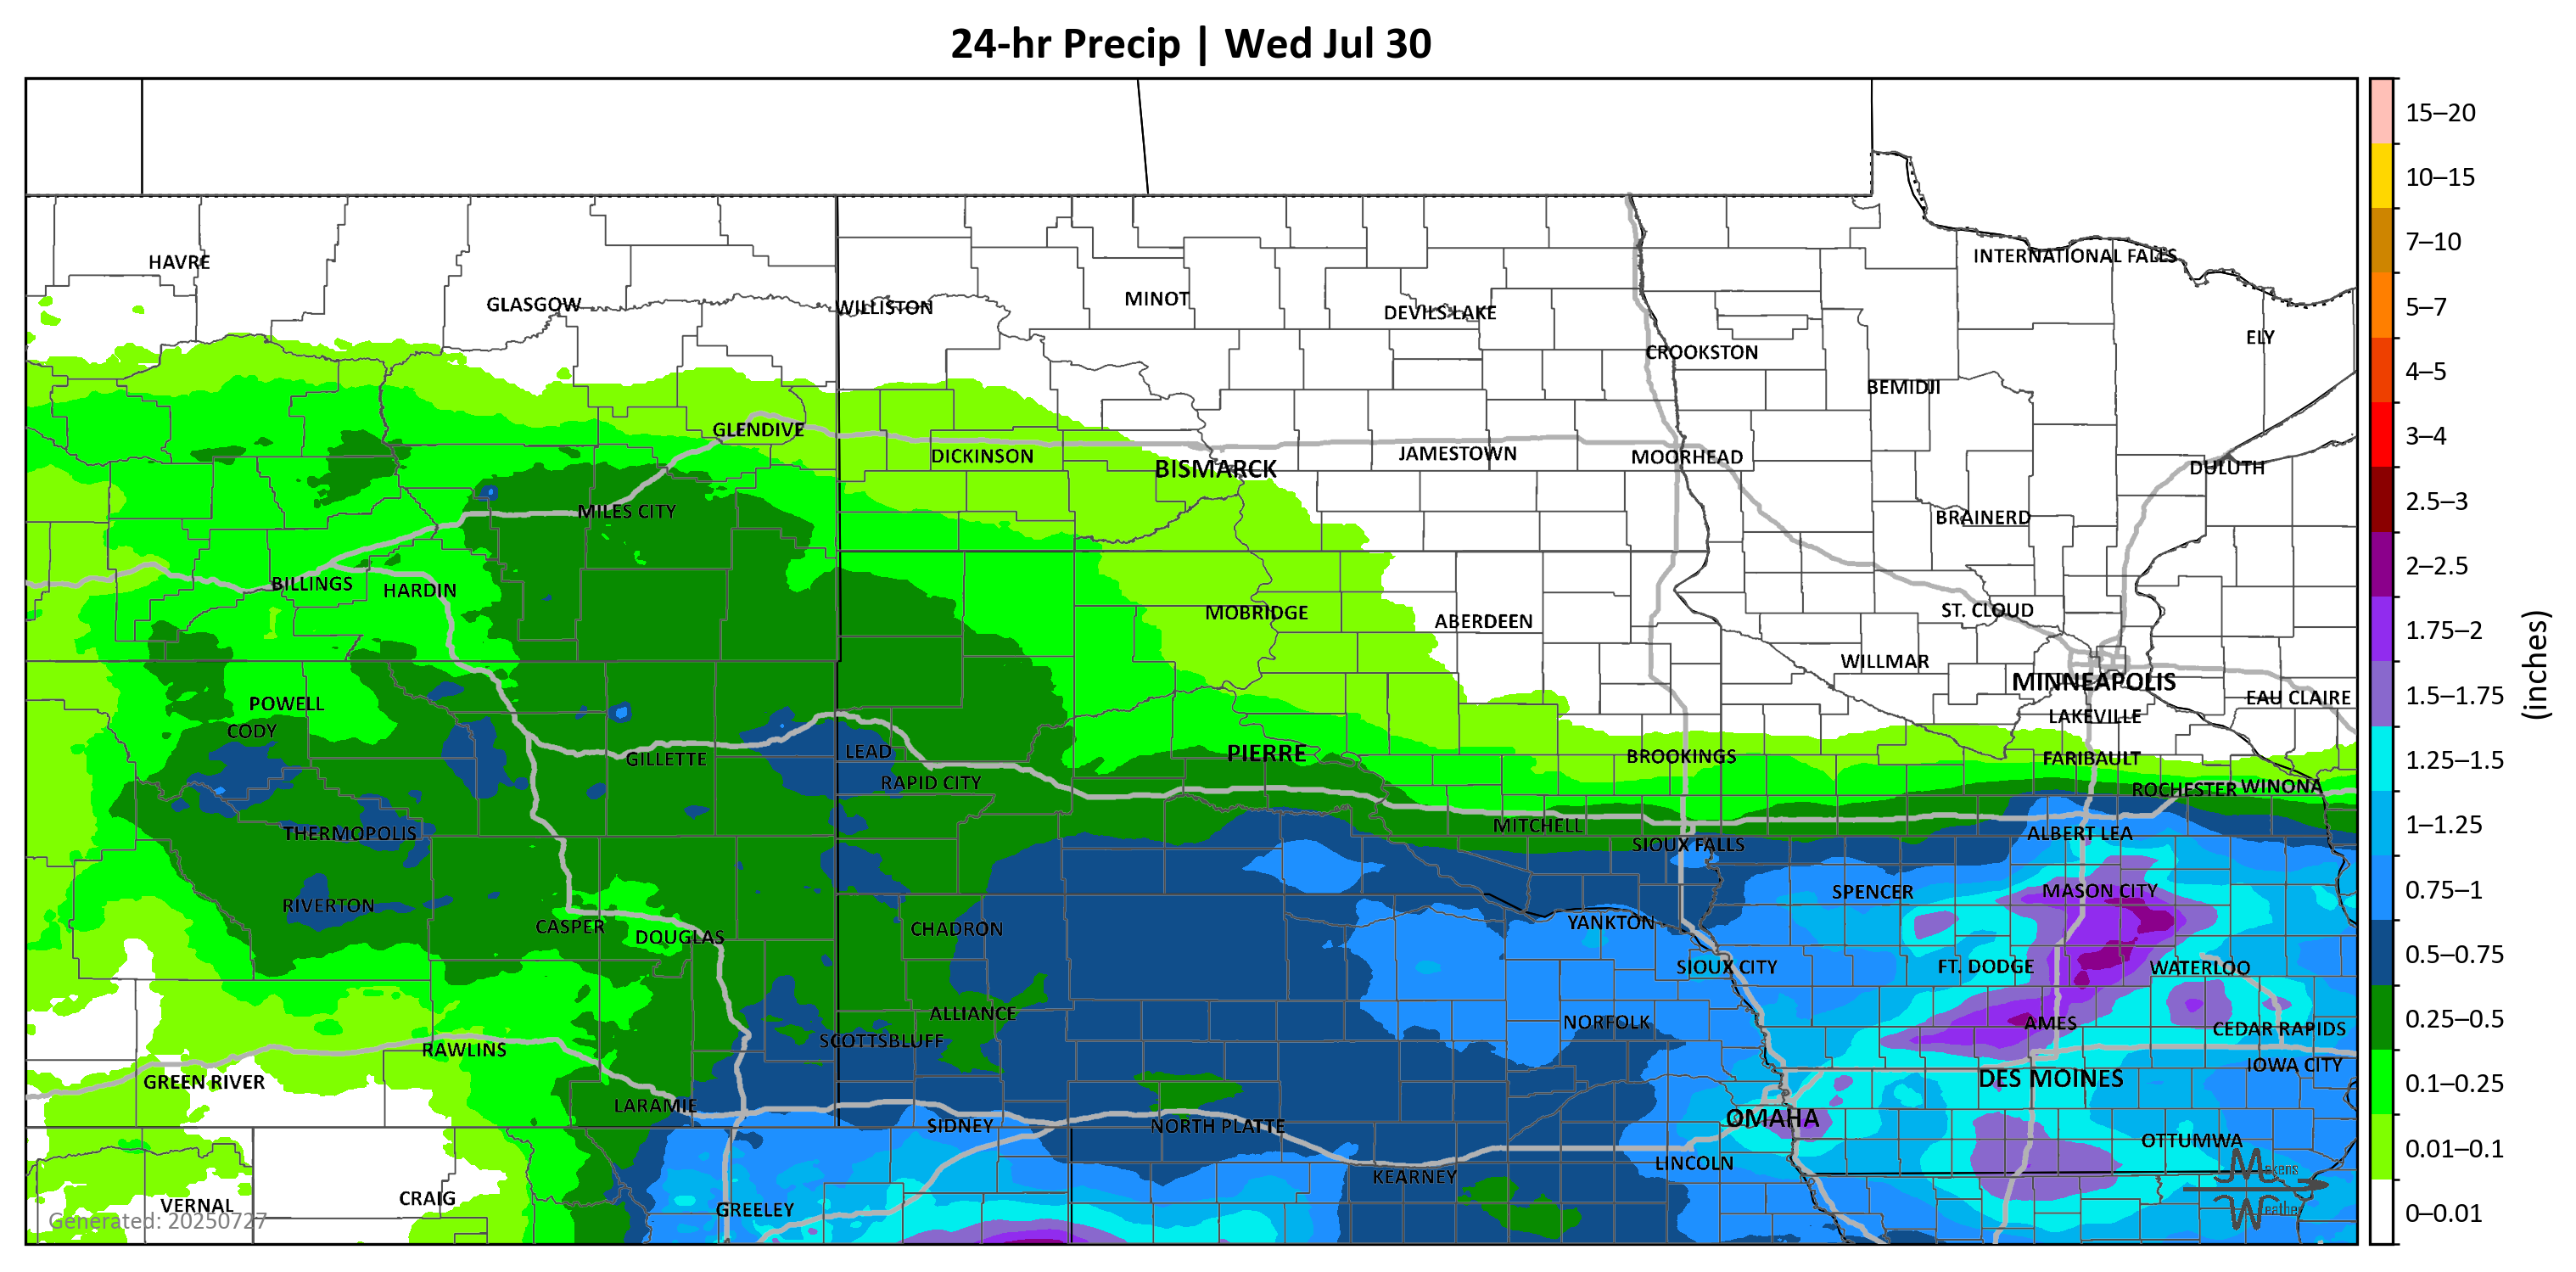 24-hr Precip | Wed Jul 30
15–20
10–15
7–10
5–7
4–5
3–4
2.5–3
2–2.5
1.75–2
1.5–1.75
1.25–1.5
1–1.25
0.75–1
0.5–0.75
0.25–0.5
0.1–0.25
0.01–0.1
0–0.01
(inches)
HAVRE
INTERNATIONAL FALLS
GLASGOW
WILLISTON
MINOT
DEVILS LAKE
ELY
CROOKSTON
BEMIDJI
GLENDIVE
DICKINSON
BISMARCK
JAMESTOWN
MOORHEAD
DULUTH
MILES CITY
BRAINERD
BILLINGS
HARDIN
MOBRIDGE
ABERDEEN
ST. CLOUD
WILLMAR
MINNEAPOLIS
EAU CLAIRE
POWELL
LAKEVILLE
CODY
GILLETTE
LEAD
PIERRE
BROOKINGS
FARIBAULT
RAPID CITY
ROCHESTER
WINONA
THERMOPOLIS
MITCHELL
ALBERT LEA
SIOUX FALLS
RIVERTON
SPENCER
MASON CITY
CASPER
DOUGLAS
CHADRON
YANKTON
SIOUX CITY
FT. DODGE
WATERLOO
ALLIANCE
NORFOLK
AMES
CEDAR RAPIDS
RAWLINS
SCOTTSBLUFF
IOWA CITY
GREEN RIVER
DES MOINES
LARAMIE
SIDNEY
NORTH PLATTE
OMAHA
OTTUMWA
LINCOLN
KEARNEY
VERNAL
CRAIG
GREELEY
Generated: 20250727
Makens
Weather